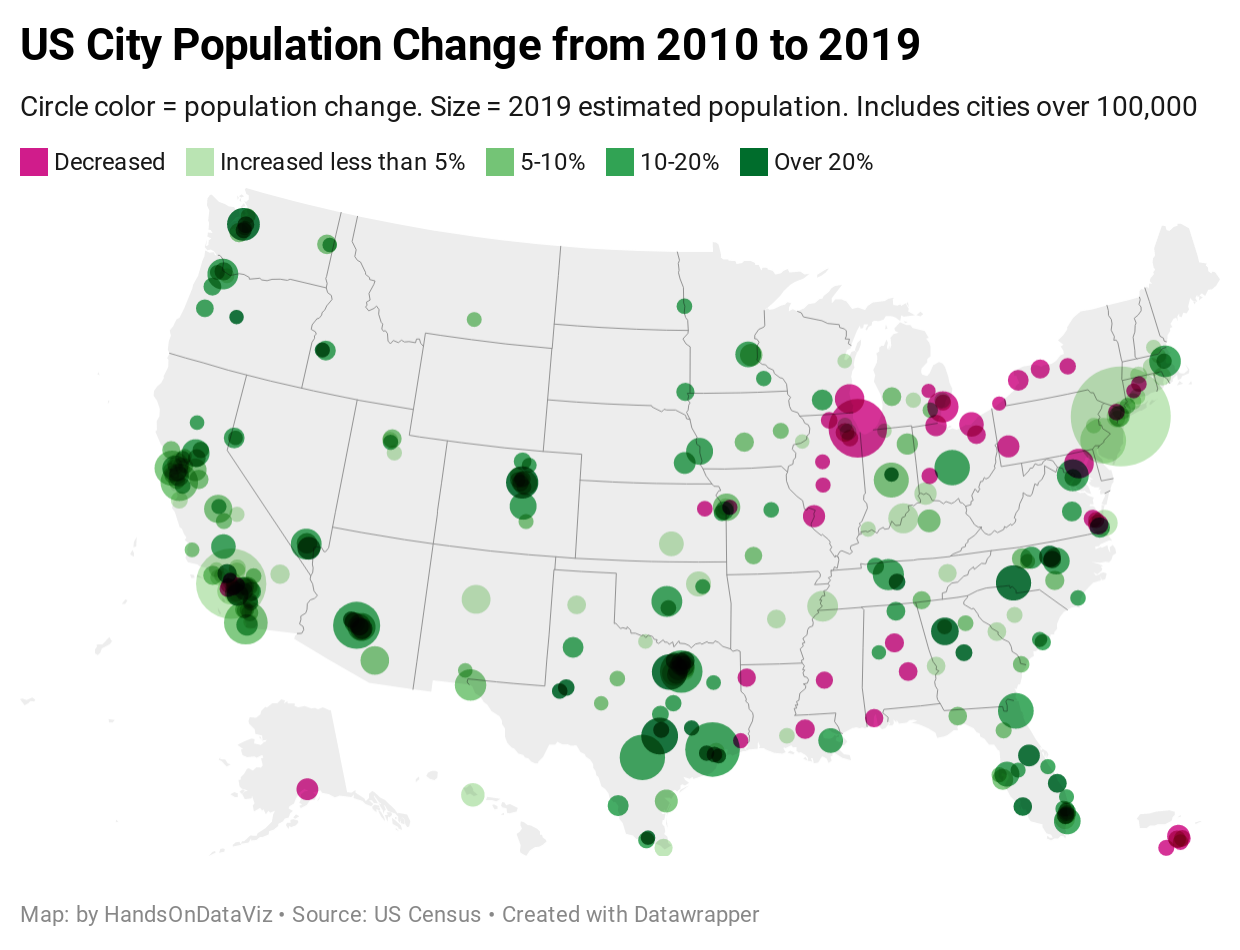 US City Population Change from 2010 to 2019
Circle color = population change. Size = 2019 estimated population. Includes cities over 100,000
Decreased Increased less than 5% 5-10% 10-20% Over 20%
Map: by HandsOnDataViz • Source: US Census • Created with Datawrapper